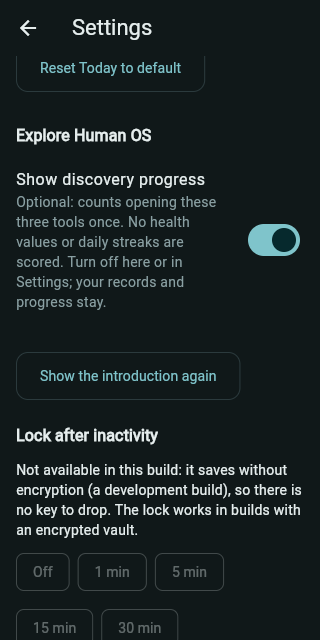 Settings
Reset Today to default
Explore Human OS
Show discovery progress
Optional: counts opening these
three tools once. No health
values or daily streaks are
scored. Turn off here or in
Settings; your records and
progress stay.
Show the introduction again
Lock after inactivity
Not available in this build: it saves without
encryption (a development build), so there is
no key to drop. The lock works in builds with
an encrypted vault.
Off 1 min 5 min
15 min 30 min